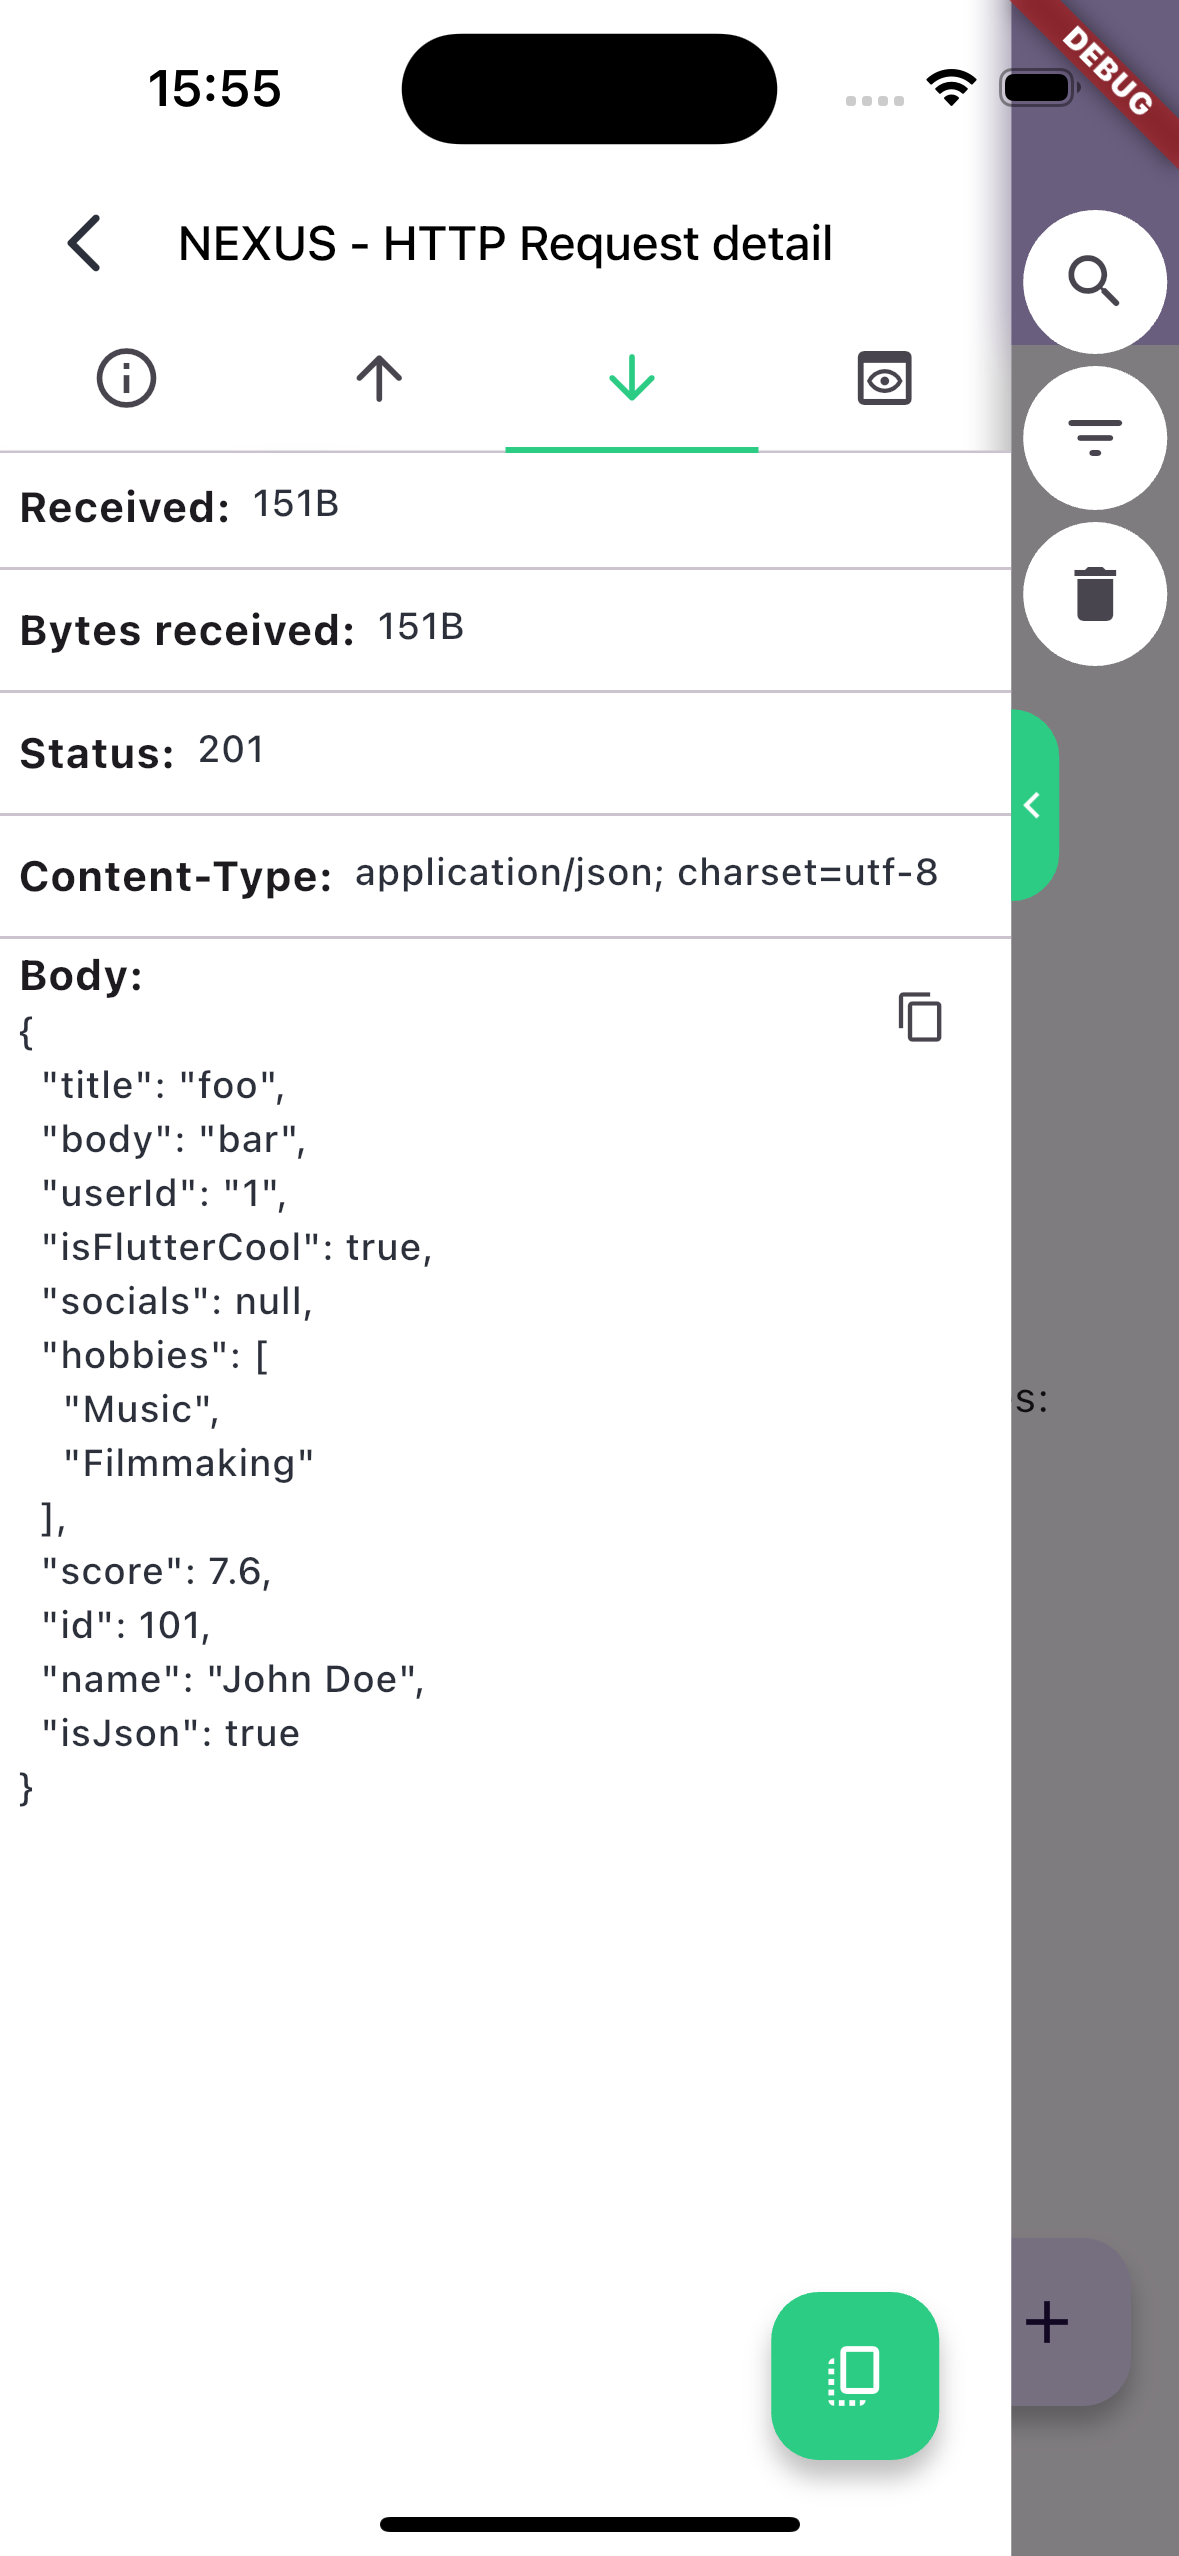 15:55
DEBUG
NEXUS - HTTP Request detail
Received: 151B
Bytes received: 151B
Status: 201
Content-Type: application/json; charset=utf-8
Body:
{
  "title": "foo",
  "body": "bar",
  "userId": "1",
  "isFlutterCool": true,
  "socials": null,
  "hobbies": [
    "Music",
    "Filmmaking"
  ],
  "score": 7.6,
  "id": 101,
  "name": "John Doe",
  "isJson": true
}
s: